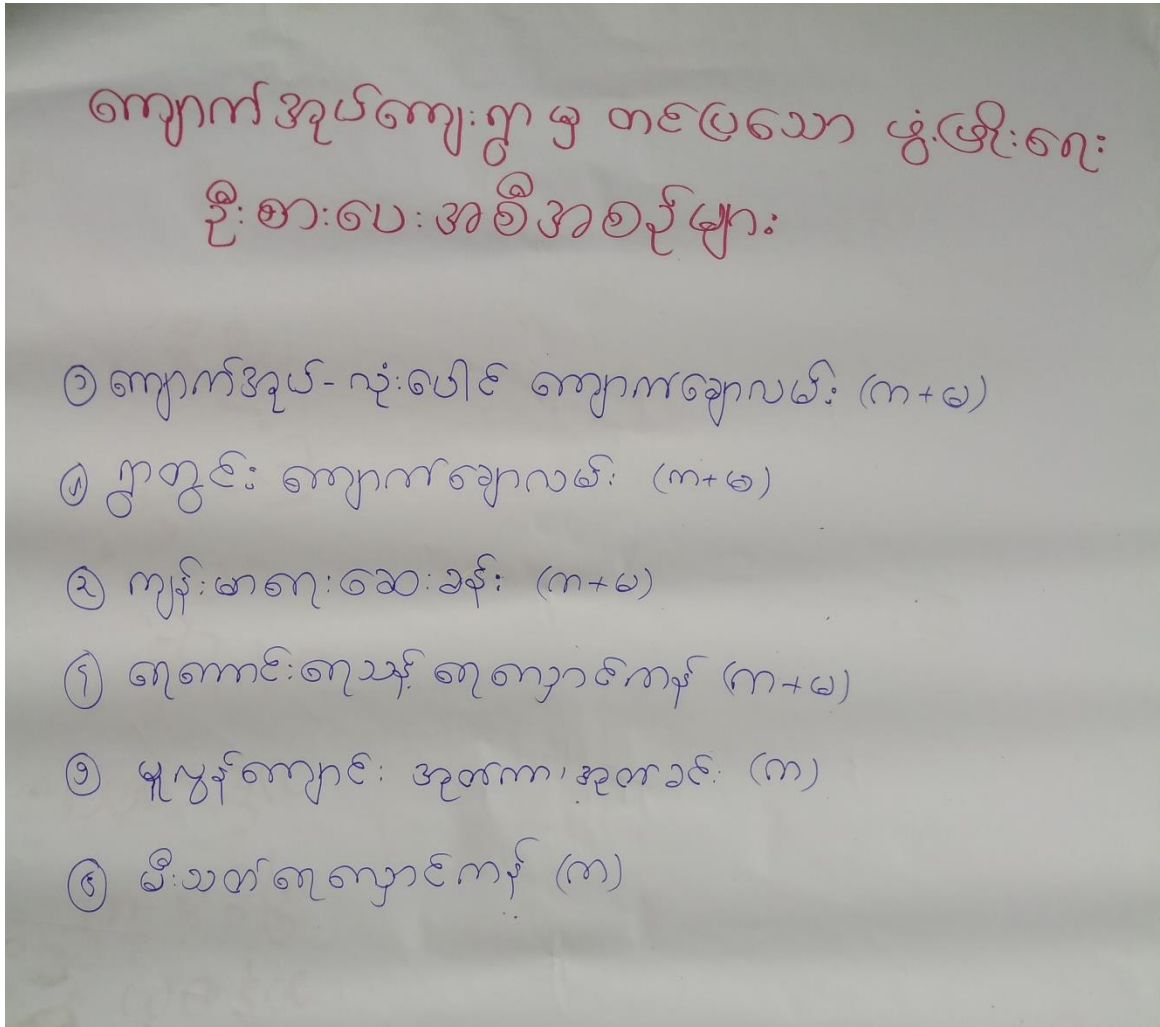 ကျောက်အုပ်ကျေးရွာမှ တင်ပြသော ဖွံ့ဖြိုးရေး
ဦးစားပေးအစီအစဉ်များ
၁ ကျောက်အုပ်-လုံးပေါင် ကျောက်ချောလမ်း (က+မ)
၂ ရွာတွင်း ကျောက်ချောလမ်း (က+မ)
၃ ကျန်းမာရေးဆေးခန်း (က+မ)
၄ ရေကောင်းရေသန့် ရေလှောင်ကန် (က+မ)
၅ မူလွန်ကျောင်း အုတ်ကာ၊အုတ်ခင်း (က)
၆ မီးသတ်ရေလှောင်ကန် (က)